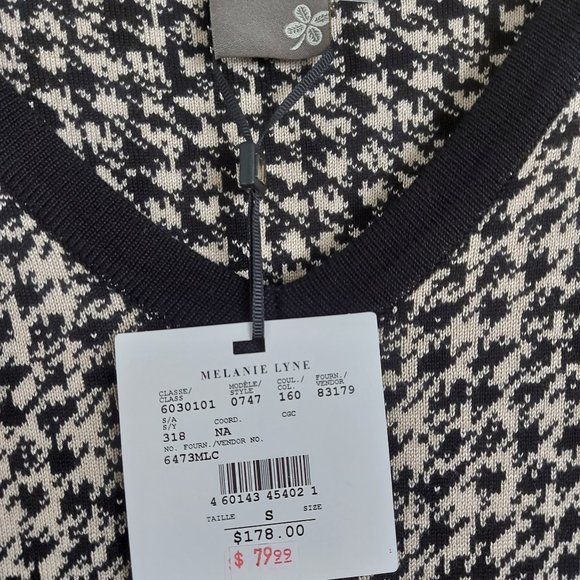 MELANIE LYNE
CLASSE/ MODÈLE/ COUL./ FOURN./
CLASS STYLE COL. VENDOR
6030101 0747 160 83179
S/A COORD. CGC
S/Y
318 NA
NO. FOURN./VENDOR NO.
6473MLC
4 60143 45402 1
TAILLE S SIZE
$178.00
$ 79.99